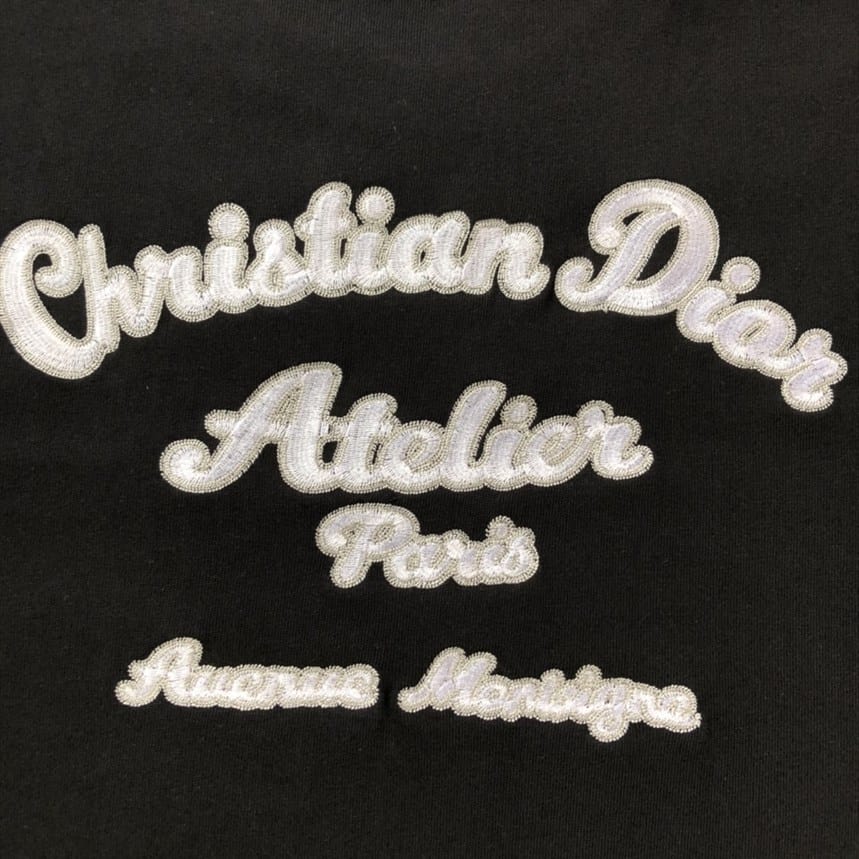 Christian Dior
Atelier
Paris
Avenue Montaigne